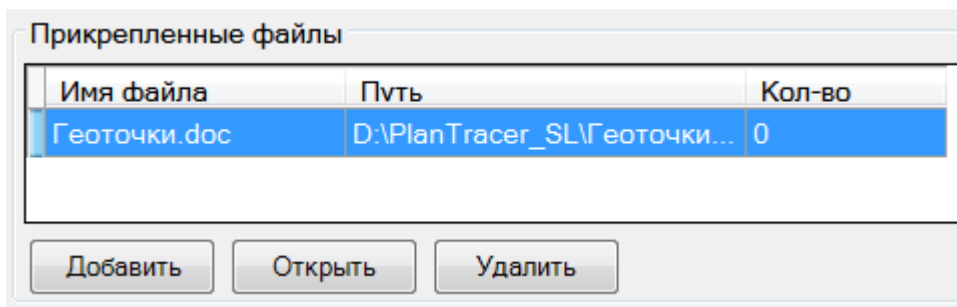 Прикрепленные файлы
Имя файла Путь Кол-во
Геоточки.doc D:\PlanTracer_SL\Геоточки... 0
Добавить Открыть Удалить